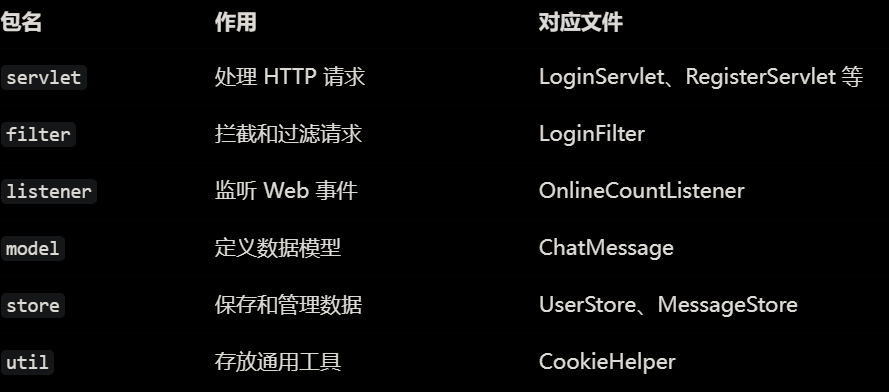 包名 作用 对应文件
servlet 处理 HTTP 请求 LoginServlet、RegisterServlet 等
filter 拦截和过滤请求 LoginFilter
listener 监听 Web 事件 OnlineCountListener
model 定义数据模型 ChatMessage
store 保存和管理数据 UserStore、MessageStore
util 存放通用工具 CookieHelper